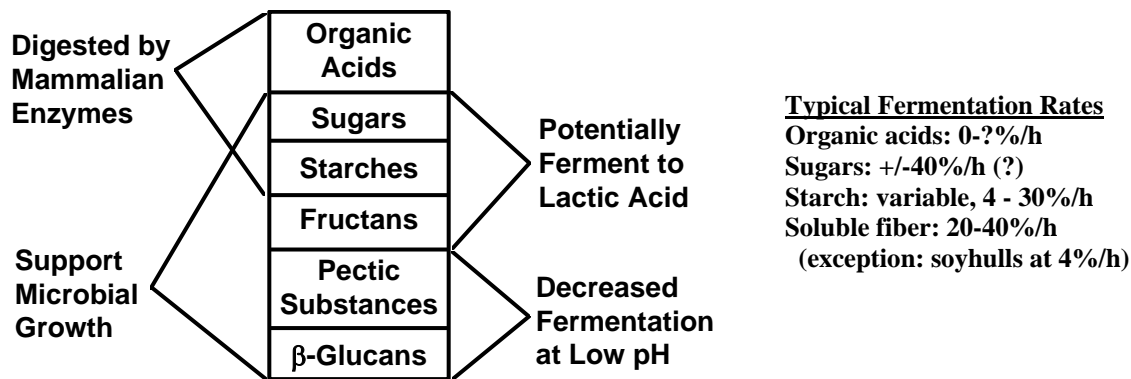 Digested by
Mammalian
Enzymes
Support
Microbial
Growth
Organic
Acids
Sugars
Starches
Fructans
Pectic
Substances
β-Glucans
Potentially
Ferment to
Lactic Acid
Decreased
Fermentation
at Low pH
Typical Fermentation Rates
Organic acids: 0-?%/h
Sugars: +/-40%/h (?)
Starch: variable, 4 - 30%/h
Soluble fiber: 20-40%/h
(exception: soyhulls at 4%/h)